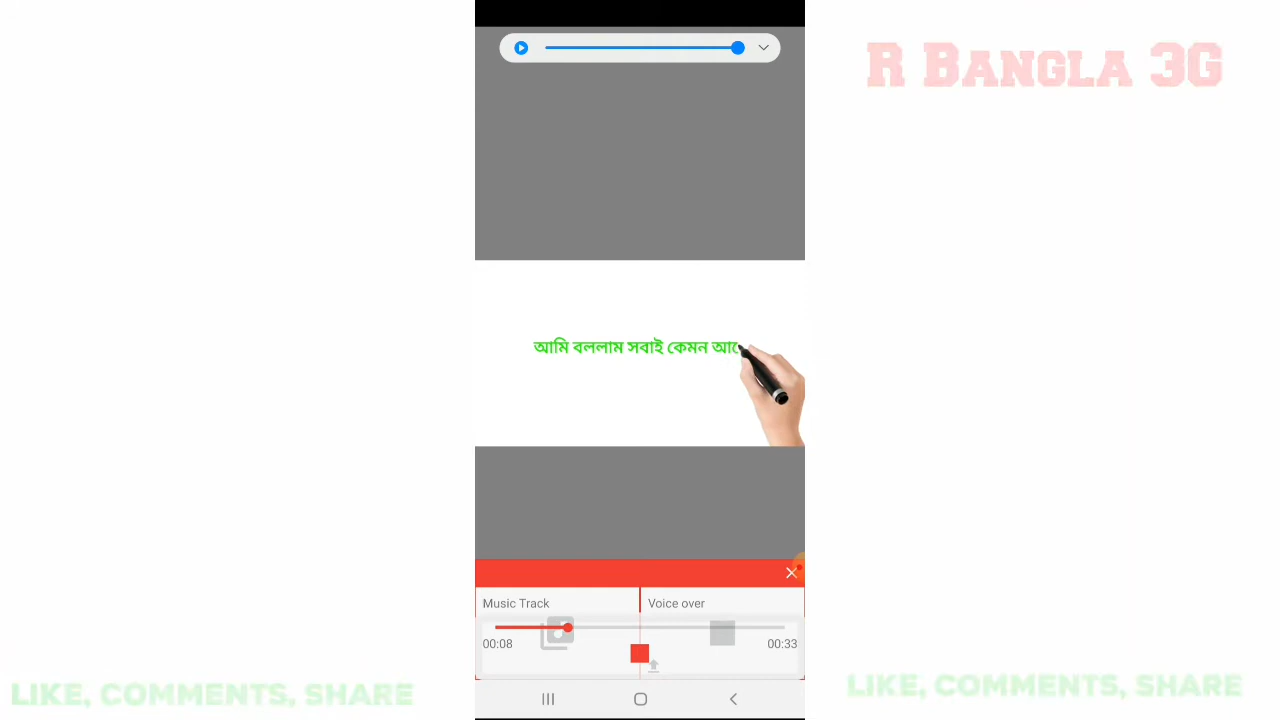 R BANGLA 3G
আমি বললাম সবাই কেমন
Music Track
Voice over
00:08
00:33
LIKE, COMMENTS, SHARE
LIKE, COMMENTS, SHARE